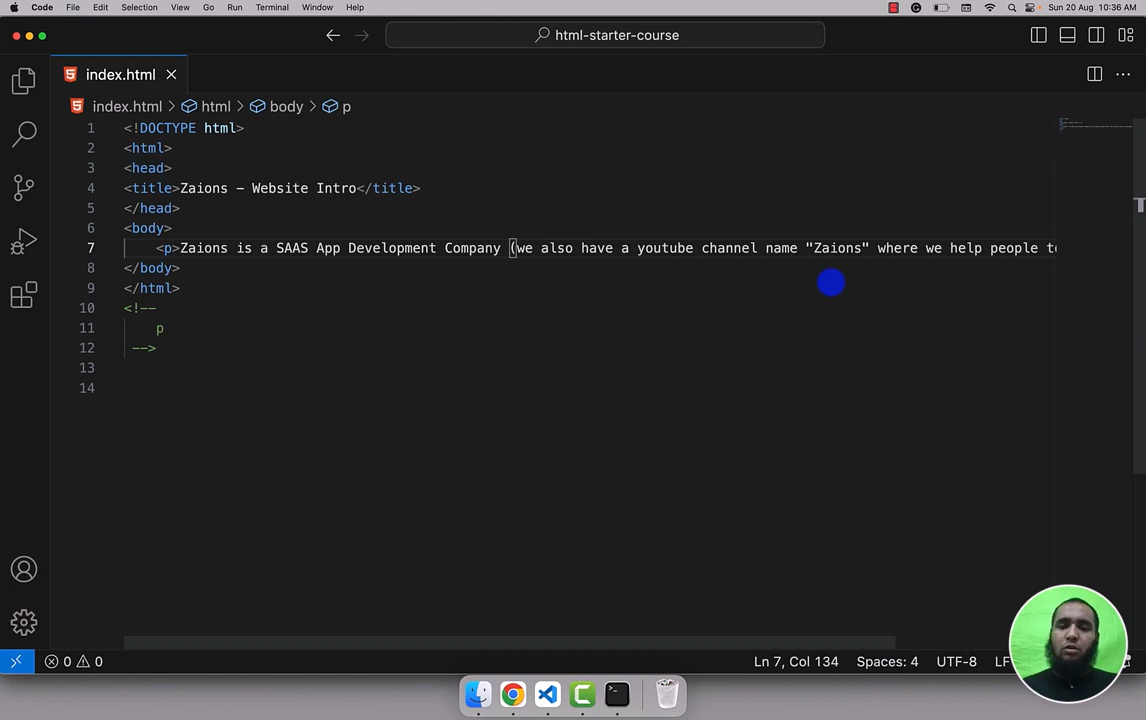 Code File Edit Selection View Go Run Terminal Window Help Sun 20 Aug 10:36 AM
html-starter-course
index.html
index.html > html > body > p
1 <!DOCTYPE html>
2 <html>
3 <head>
4 <title>Zaions - Website Intro</title>
5 </head>
6 <body>
7 <p>Zaions is a SAAS App Development Company (we also have a youtube channel name "Zaions" where we help people to
8 </body>
9 </html>
10 <!--
11 p
12 -->
13
14
0 0 Ln 7, Col 134 Spaces: 4 UTF-8 LF